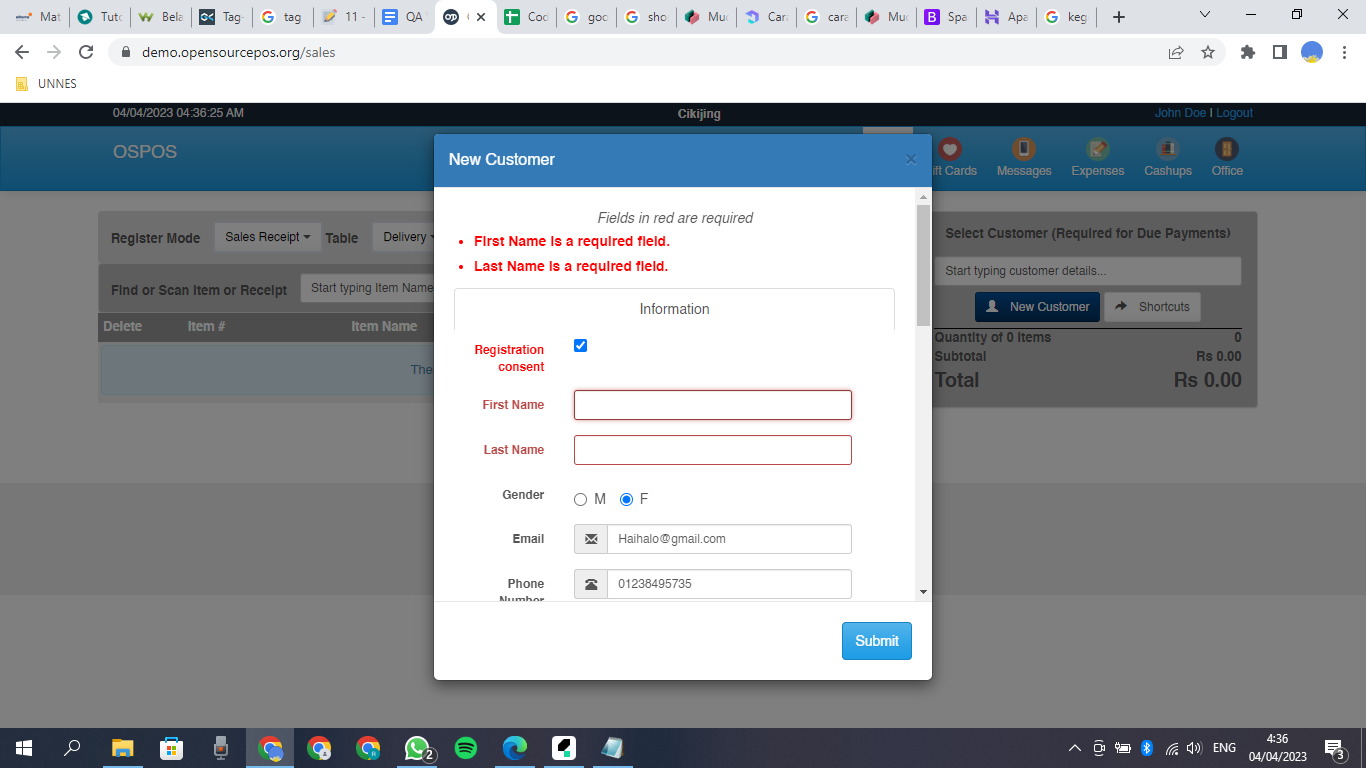 Mat
Tuto
Bela
Tag-
tag
11 -
QA
Cod
goo
sho
Muc
Cara
cara
Muc
Spa
Apa
keg
demo.opensourcepos.org/sales
UNNES
04/04/2023 04:36:25 AM
Cikijing
John Doe | Logout
OSPOS
ift Cards
Messages
Expenses
Cashups
Office
New Customer
×
Fields in red are required
First Name is a required field.
Last Name is a required field.
Information
Registration
consent
First Name
Last Name
Gender
M
F
Email
Haihalo@gmail.com
Phone
Number
01238495735
Submit
Register Mode
Sales Receipt
Table
Delivery
Find or Scan Item or Receipt
Start typing Item Name
Delete
Item #
Item Name
The
Select Customer (Required for Due Payments)
Start typing customer details...
New Customer
Shortcuts
Quantity of 0 Items
0
Subtotal
Rs 0.00
Total
Rs 0.00
2
ENG
4:36
04/04/2023
3